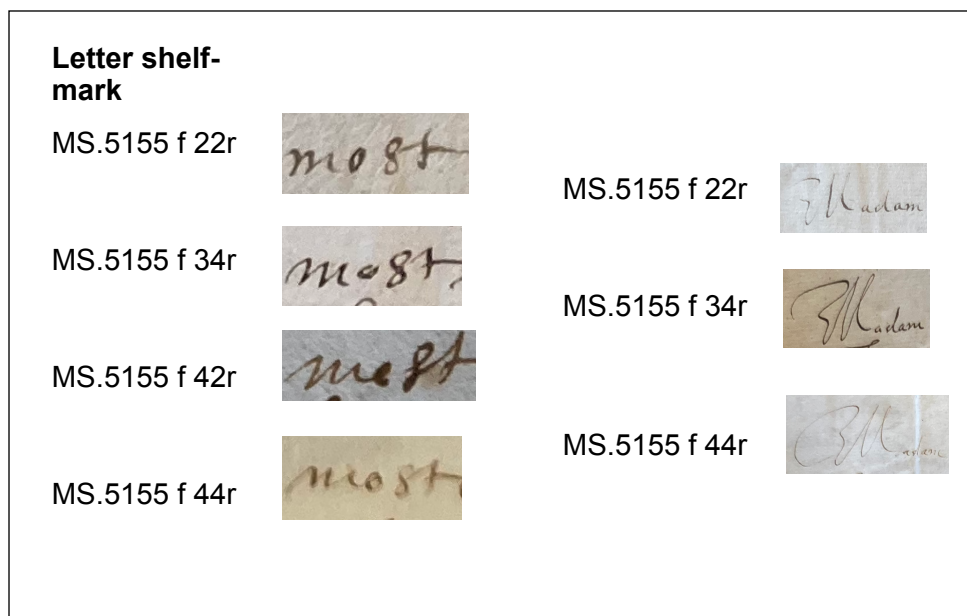 Letter shelf-
mark
MS.5155 f 22r
most
MS.5155 f 34r
most
MS.5155 f 42r
most
MS.5155 f 44r
most
MS.5155 f 22r
Madam
MS.5155 f 34r
Madam
MS.5155 f 44r
Madam